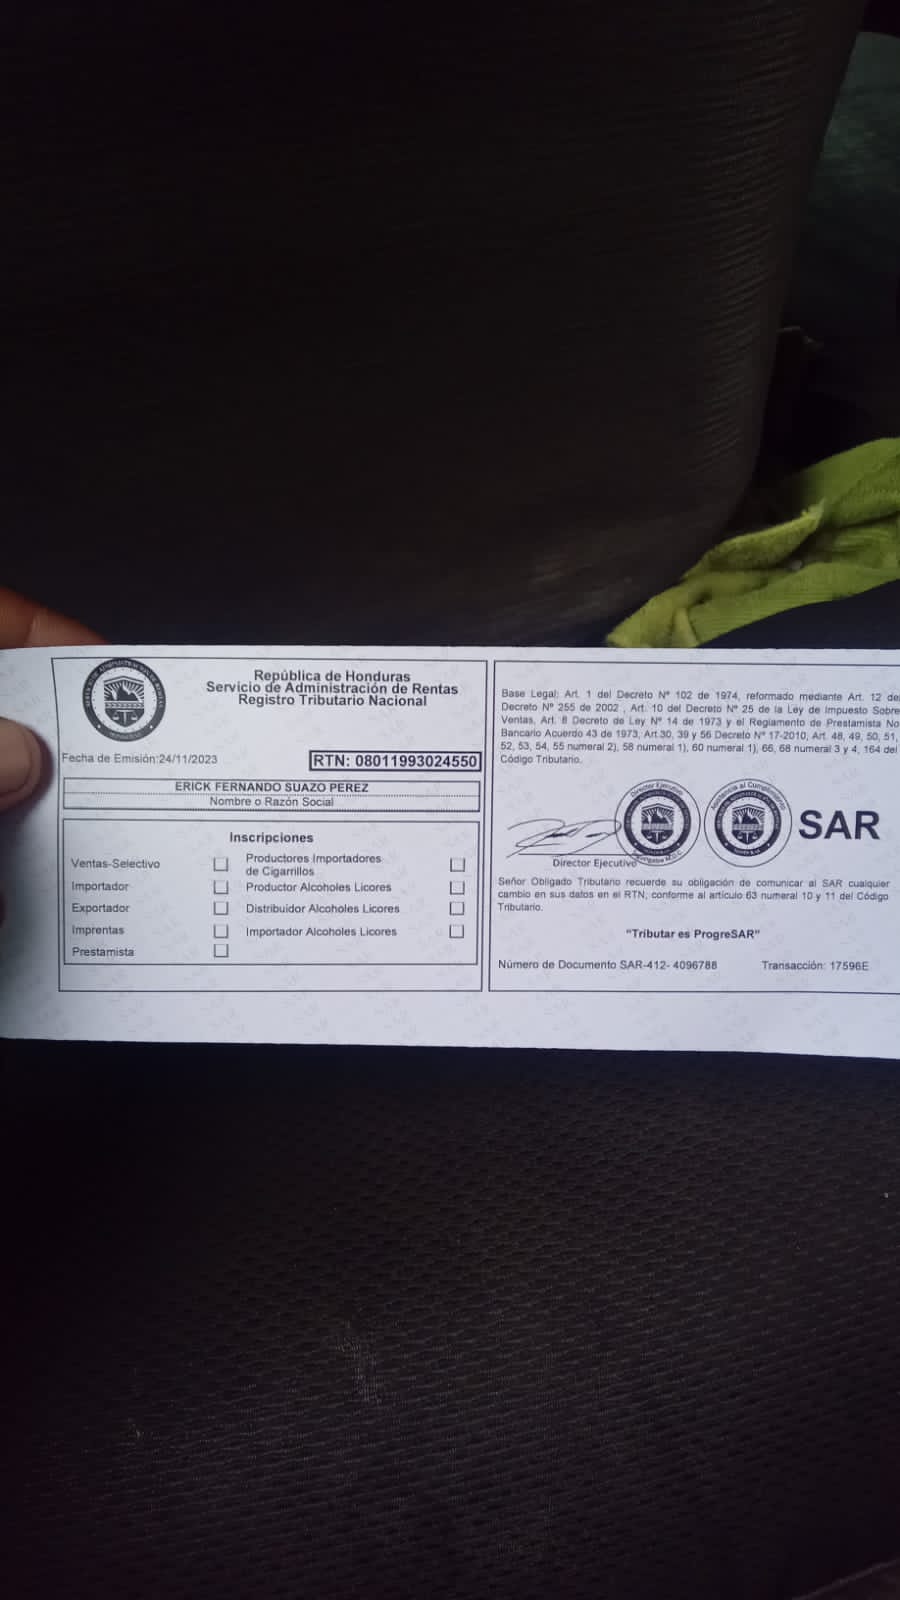 República de Honduras
Servicio de Administración de Rentas
Registro Tributario Nacional
Fecha de Emisión:24/11/2023
RTN: 08011993024550
ERICK FERNANDO SUAZO PEREZ
Nombre o Razón Social
Inscripciones
Ventas-Selectivo
Productores Importadores
de Cigarrillos
Importador
Productor Alcoholes Licores
Exportador
Distribuidor Alcoholes Licores
Imprentas
Importador Alcoholes Licores
Prestamista
Base Legal: Art. 1 del Decreto Nº 102 de 1974, reformado mediante Art. 12 de
Decreto Nº 255 de 2002 , Art. 10 del Decreto Nº 25 de la Ley de Impuesto Sobre
Ventas, Art. 8 Decreto de Ley Nº 14 de 1973 y el Reglamento de Prestamista No
Bancario Acuerdo 43 de 1973, Art.30, 39 y 56 Decreto Nº 17-2010, Art. 48, 49, 50, 51,
52, 53, 54, 55 numeral 2), 58 numeral 1), 60 numeral 1), 66, 68 numeral 3 y 4, 164 del
Código Tributario.
Director Ejecutivo
Asistencia al Cumplimiento
SAR
Director Ejecutivo
Señor Obligado Tributario recuerde su obligación de comunicar al SAR cualquier
cambio en sus datos en el RTN, conforme al artículo 63 numeral 10 y 11 del Código
Tributario.
"Tributar es ProgreSAR"
Número de Documento SAR-412- 4096788
Transacción: 17596E